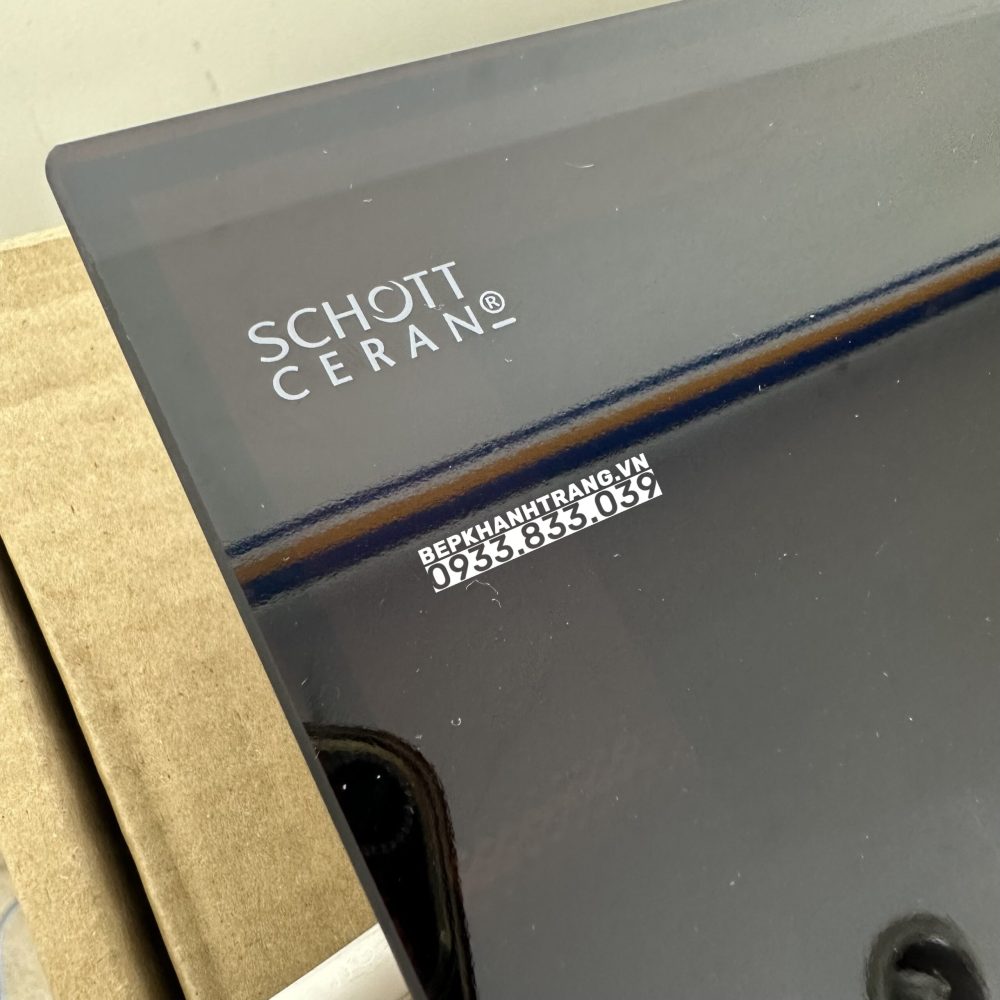 SCHOTT
CERAN®
BEPKHANHTRANG.VN
0933.833.039